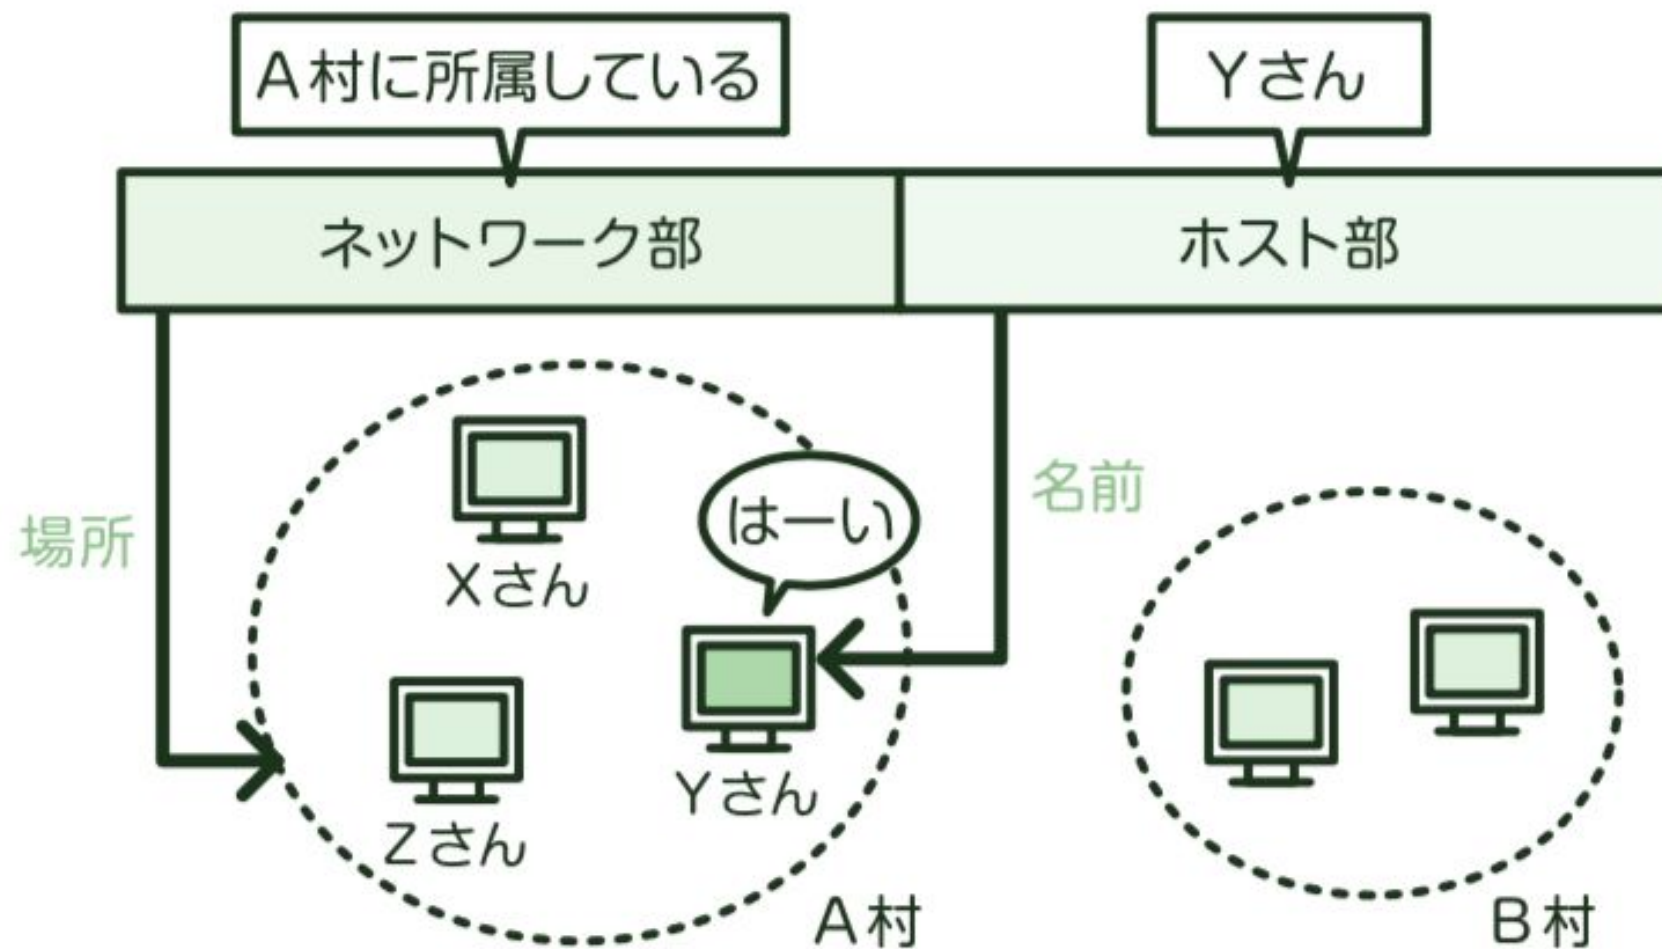 A村に所属している
Yさん
ネットワーク部
ホスト部
場所
名前
はーい
Xさん
Yさん
Zさん
A村
B村